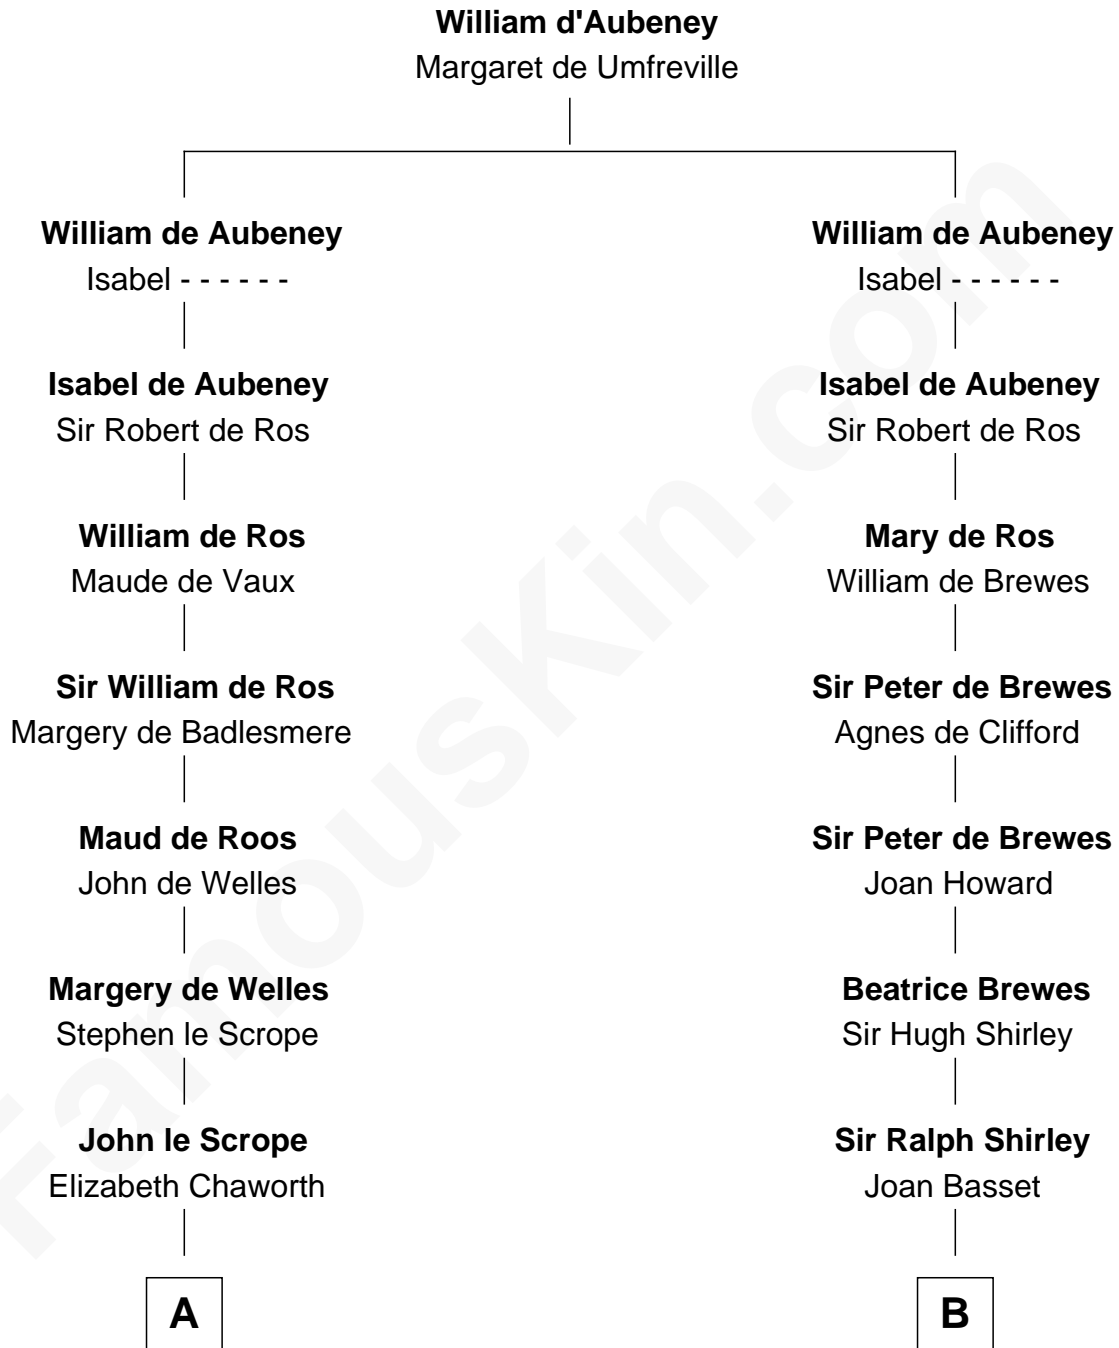 William d'Aubeney
Margaret de Umfreville
William de Aubeney
Isabel - - - - - -
Isabel de Aubeney
Sir Robert de Ros
William de Ros
Maude de Vaux
Sir William de Ros
Margery de Badlesmere
Maud de Roos
John de Welles
Margery de Welles
Stephen le Scrope
John le Scrope
Elizabeth Chaworth
A
William de Aubeney
Isabel - - - - - -
Isabel de Aubeney
Sir Robert de Ros
Mary de Ros
William de Brewes
Sir Peter de Brewes
Agnes de Clifford
Sir Peter de Brewes
Joan Howard
Beatrice Brewes
Sir Hugh Shirley
Sir Ralph Shirley
Joan Basset
B
FamousKin.com